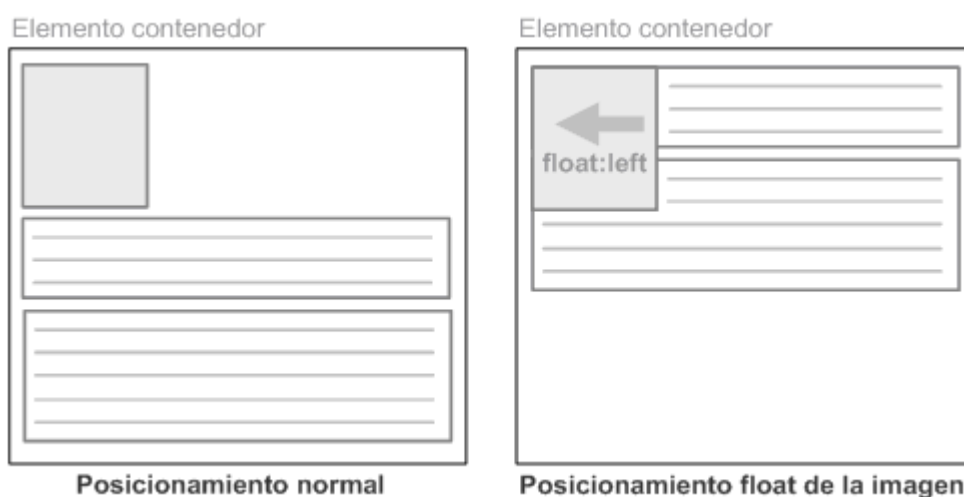 Elemento contenedor
Elemento contenedor
float:left
Posicionamiento normal
Posicionamiento float de la imagen